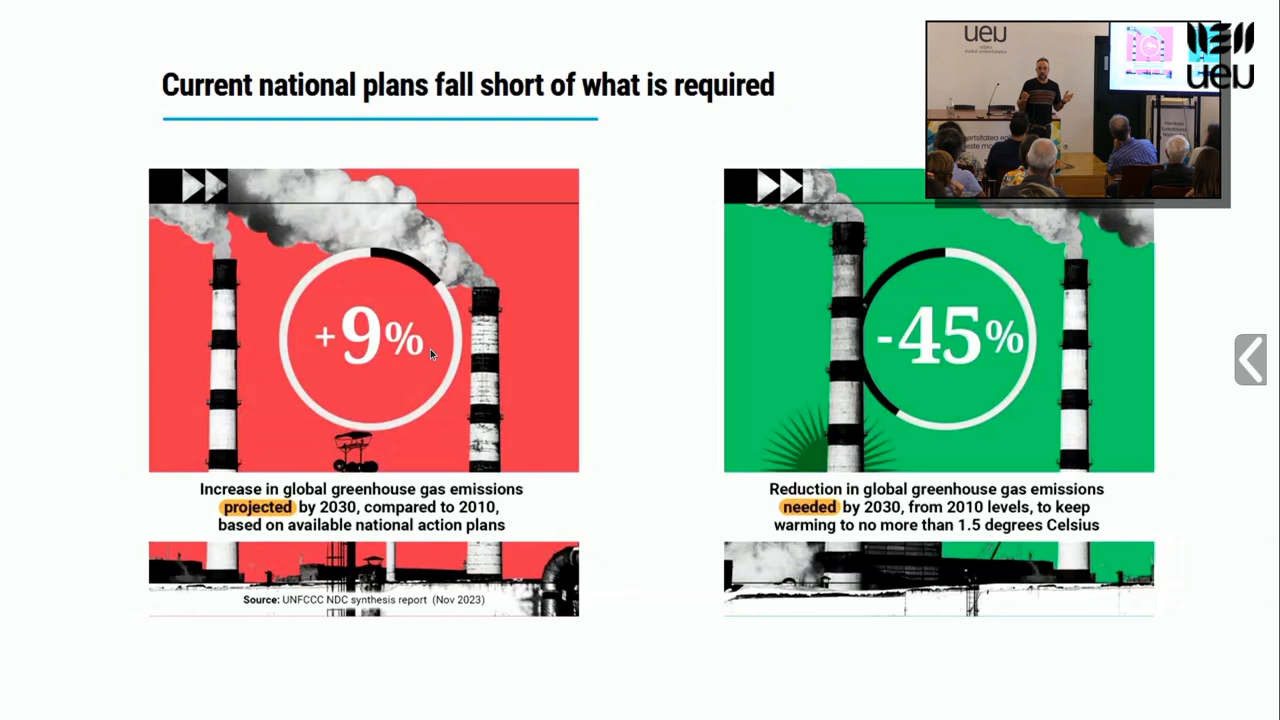 Current national plans fall short of what is required
ueu
ueu
+9%
-45%
Increase in global greenhouse gas emissions
projected by 2030, compared to 2010,
based on available national action plans
Source: UNFCCC NDC synthesis report (Nov 2023)
Reduction in global greenhouse gas emissions
needed by 2030, from 2010 levels, to keep
warming to no more than 1.5 degrees Celsius